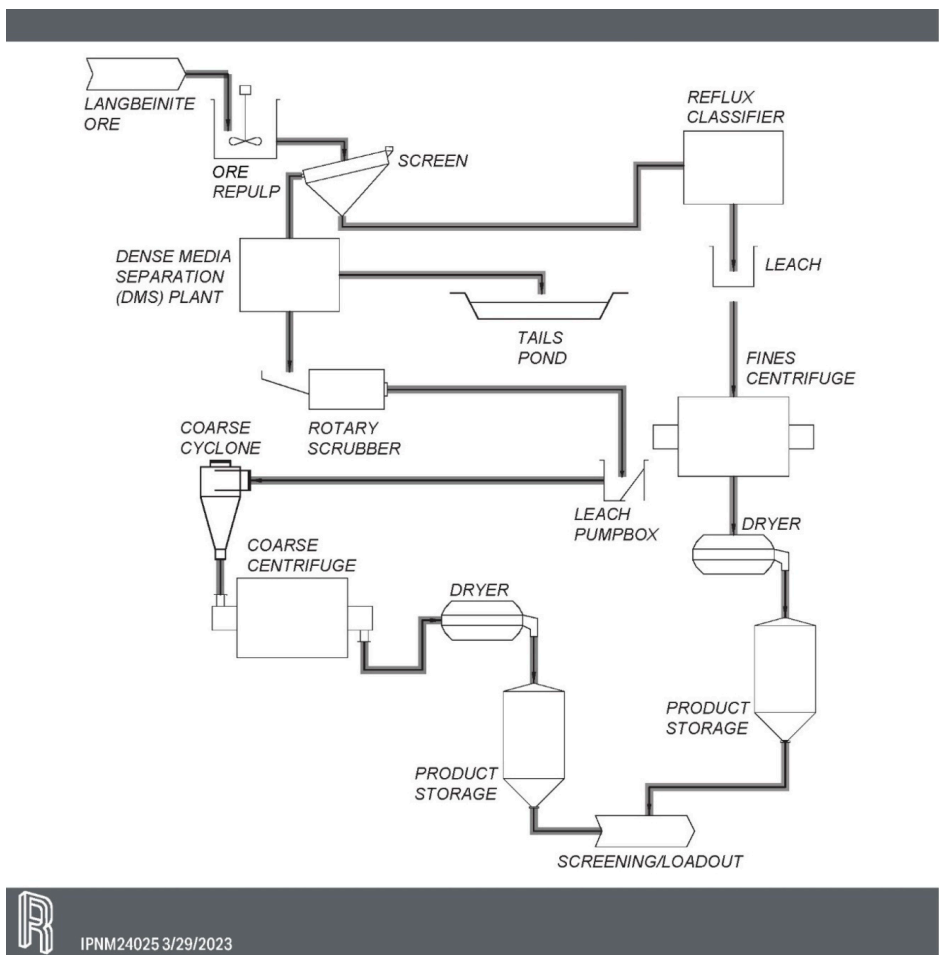 LANGBEINITE
ORE
ORE
REPULP
SCREEN
REFLUX
CLASSIFIER
DENSE MEDIA
SEPARATION
(DMS) PLANT
LEACH
TAILS
POND
FINES
CENTRIFUGE
COARSE
CYCLONE
ROTARY
SCRUBBER
LEACH
PUMPBOX
DRYER
COARSE
CENTRIFUGE
DRYER
PRODUCT
STORAGE
PRODUCT
STORAGE
SCREENING/LOADOUT
IPNM24025 3/29/2023